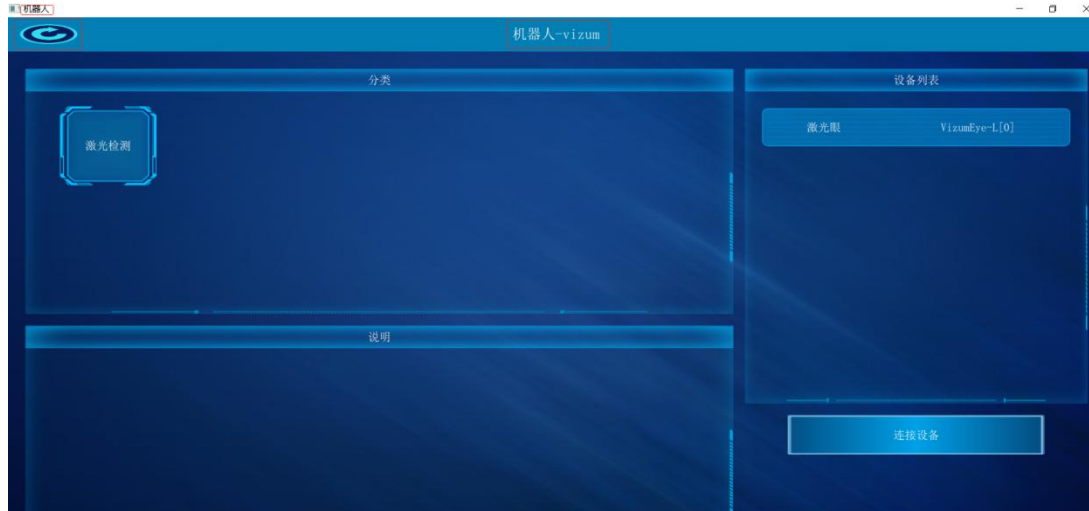 机器人
机器人-vizum
分类
设备列表
激光检测
激光眼 VizumEye-L[0]
说明
连接设备